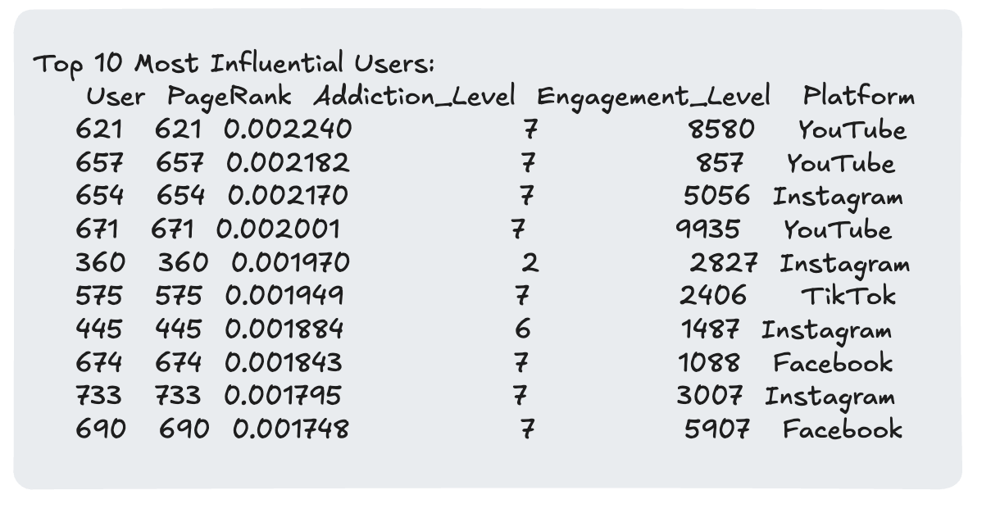 Top 10 Most Influential Users:
User PageRank Addiction_Level Engagement_Level Platform
621 621 0.002240 7 8580 YouTube
657 657 0.002182 7 857 YouTube
654 654 0.002170 7 5056 Instagram
671 671 0.002001 7 9935 YouTube
360 360 0.001970 2 2827 Instagram
575 575 0.001949 7 2406 TikTok
445 445 0.001884 6 1487 Instagram
674 674 0.001843 7 1088 Facebook
733 733 0.001795 7 3007 Instagram
690 690 0.001748 7 5907 Facebook